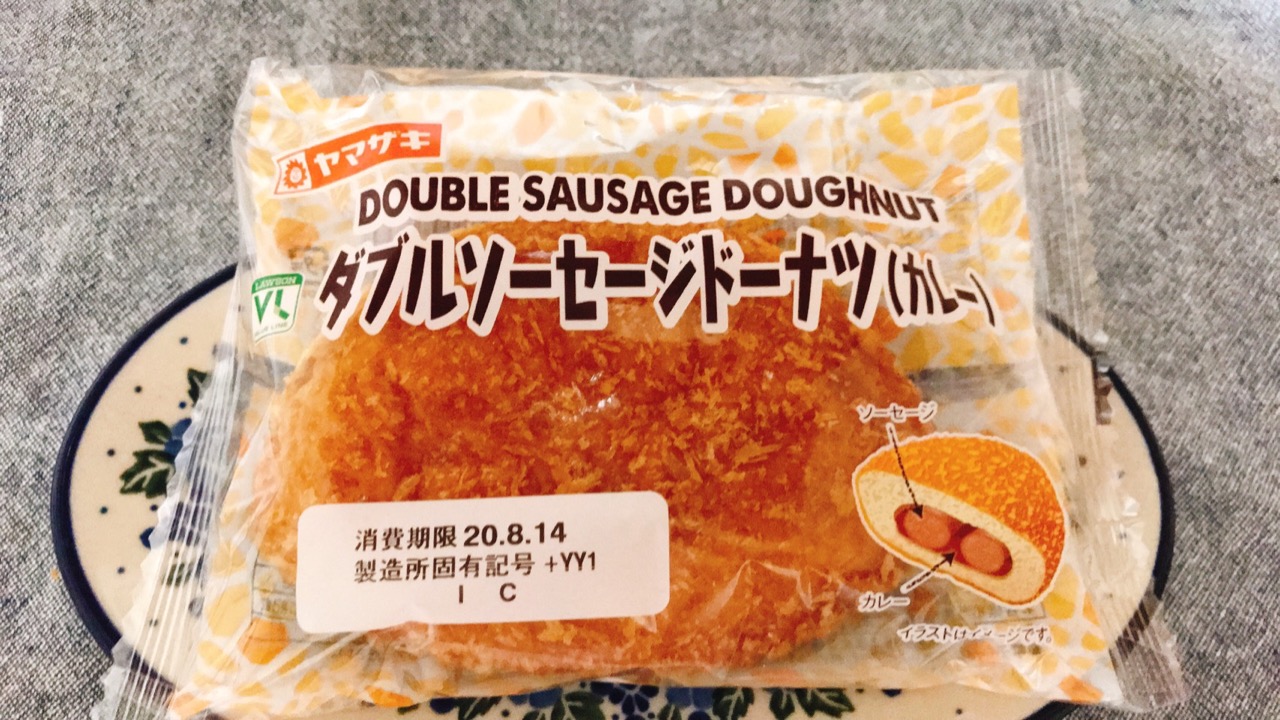 ヤマザキ
DOUBLE SAUSAGE DOUGHNUT
ダブルソーセージドーナツ(カレー)
LAWSON
VL
ソーセージ
消費期限 20.8.14
製造所固有記号 +YY1
I C
カレー
イラストはイメージです。